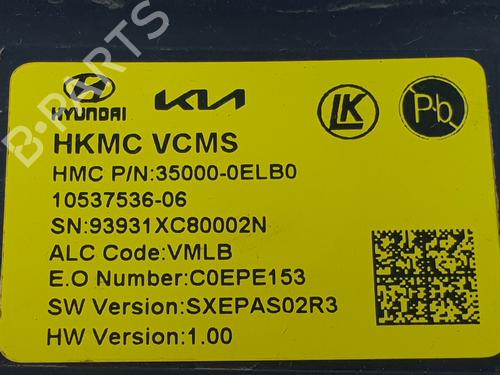 HYUNDAI KIA LK Pb
HKMC VCMS
HMC P/N:35000-0ELB0
10537536-06
SN:93931XC80002N
ALC Code:VMLB
E.O Number:C0EPE153
SW Version:SXEPAS02R3
HW Version:1.00
B-PARTS